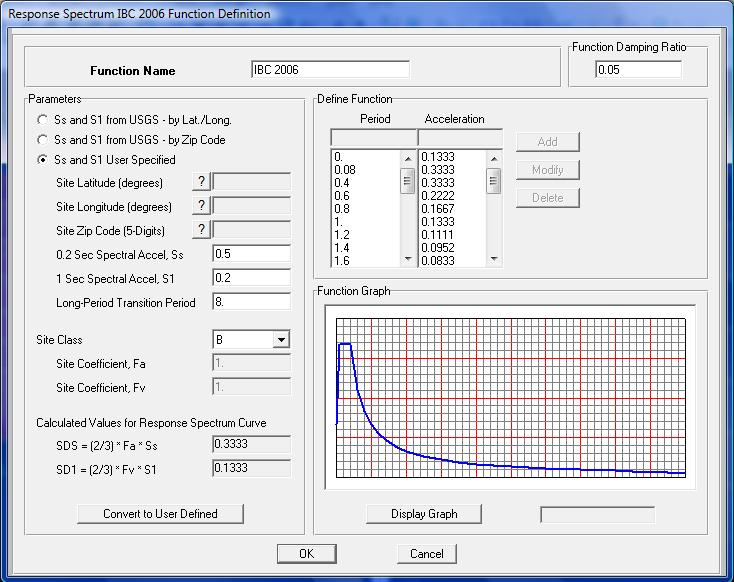 Response Spectrum IBC 2006 Function Definition
Function Name
IBC 2006
Function Damping Ratio
0.05
Parameters
Ss and S1 from USGS - by Lat./Long.
Ss and S1 from USGS - by Zip Code
Ss and S1 User Specified
Site Latitude (degrees)
?
Site Longitude (degrees)
?
Site Zip Code (5-Digits)
?
0.2 Sec Spectral Accel, Ss
0.5
1 Sec Spectral Accel, S1
0.2
Long-Period Transition Period
8.
Site Class
B
Site Coefficient, Fa
1.
Site Coefficient, Fv
1.
Calculated Values for Response Spectrum Curve
SDS = (2/3) * Fa * Ss
0.3333
SD1 = (2/3) * Fv * S1
0.1333
Convert to User Defined
Define Function
Period Acceleration
0. 0.1333
0.08 0.3333
0.4 0.3333
0.6 0.2222
0.8 0.1667
1. 0.1333
1.2 0.1111
1.4 0.0952
1.6 0.0833
Add
Modify
Delete
Function Graph
Display Graph
OK
Cancel